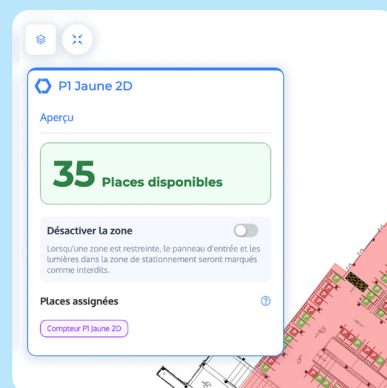 P1 Jaune 2D
Aperçu
35 Places disponibles
Désactiver la zone
Lorsqu'une zone est restreinte, le panneau d'entrée et les
lumières dans la zone de stationnement seront marqués
comme interdits.
Places assignées
Compteur P1 Jaune 2D